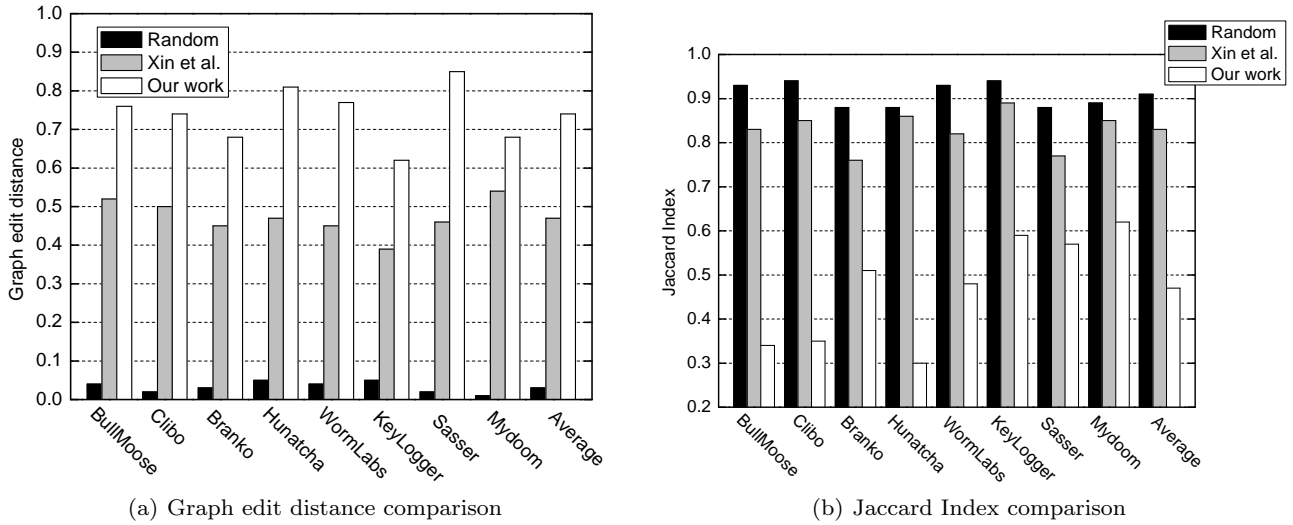 Graph edit distance
1.0
0.9
0.8
0.7
0.6
0.5
0.4
0.3
0.2
0.1
0.0
Random
Xin et al.
Our work
BullMoose
Clibo
Branko
Hunatcha
WormLabs
KeyLogger
Sasser
Mydoom
Average
(a) Graph edit distance comparison
Jaccard Index
1.0
0.9
0.8
0.7
0.6
0.5
0.4
0.3
0.2
Random
Xin et al.
Our work
BullMoose
Clibo
Branko
Hunatcha
WormLabs
KeyLogger
Sasser
Mydoom
Average
(b) Jaccard Index comparison